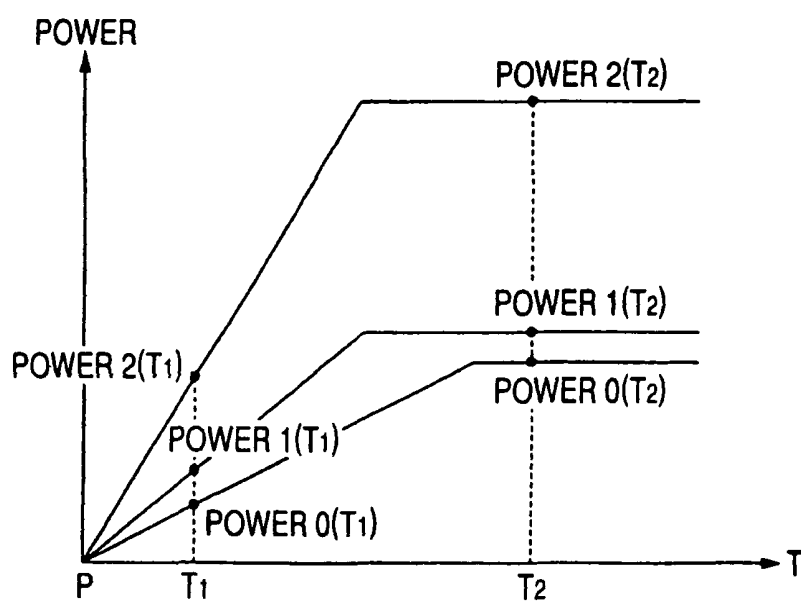 POWER
POWER 2(T2)
POWER 1(T2)
POWER 2(T1)
POWER 0(T2)
POWER 1(T1)
POWER 0(T1)
T
P T1 T2